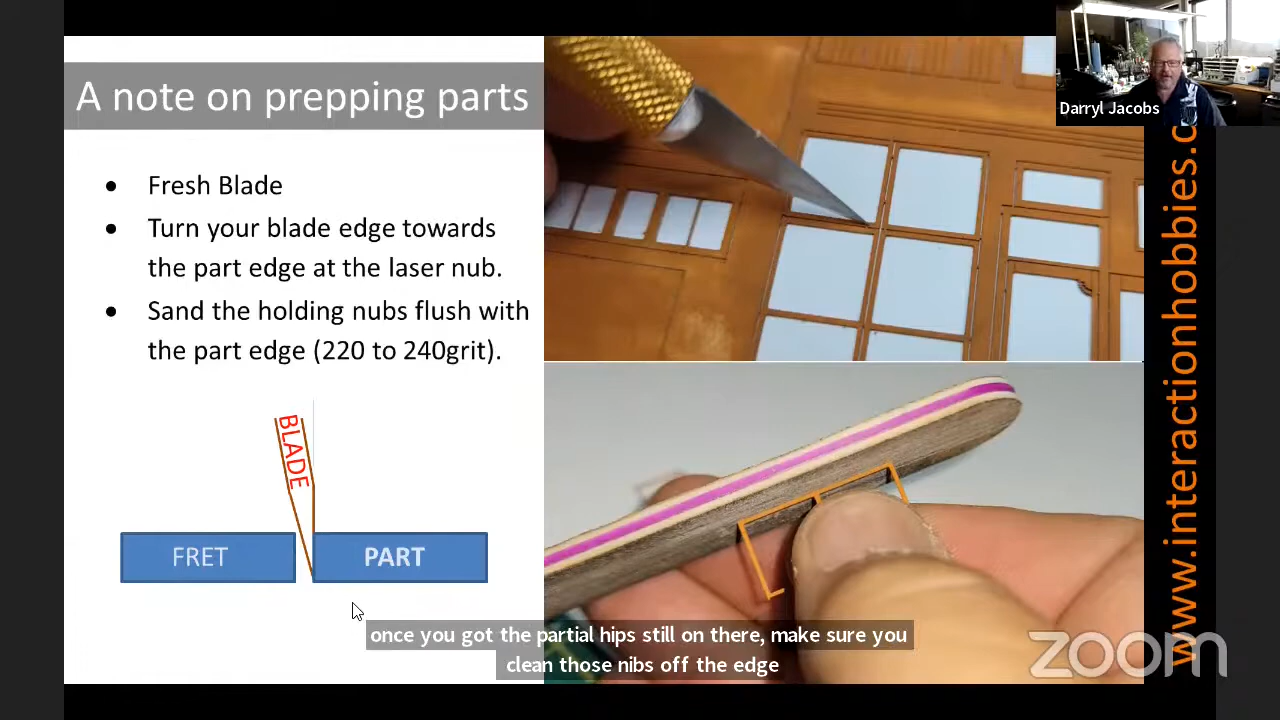 A note on prepping parts
Darryl Jacobs
• Fresh Blade
• Turn your blade edge towards
the part edge at the laser nub.
• Sand the holding nubs flush with
the part edge (220 to 240grit).
BLADE
FRET
PART
www.interactionhobbies.c
once you got the partial hips still on there, make sure you
clean those nibs off the edge
zoom